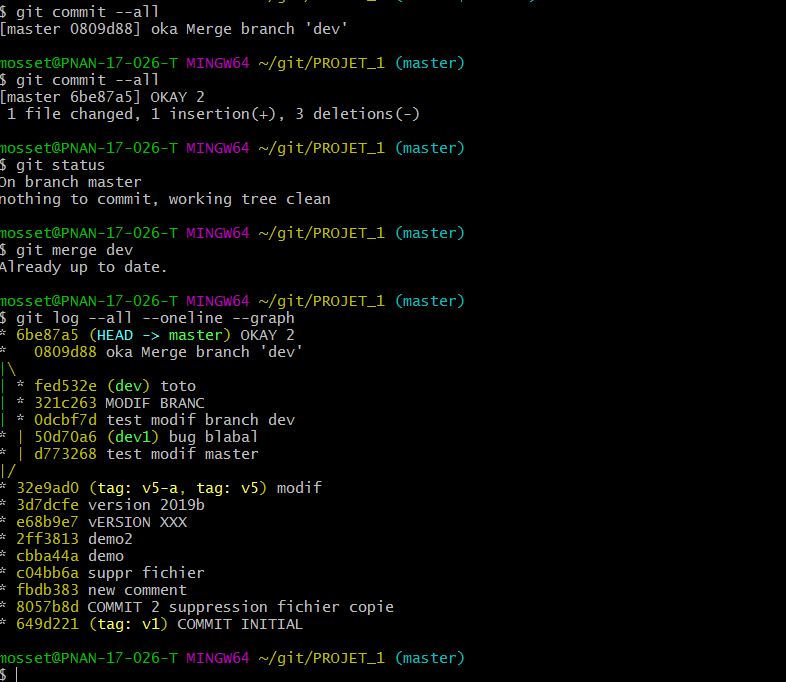 $ git commit --all
[master 0809d88] oka Merge branch 'dev'
mosset@PNAN-17-026-T MINGW64 ~/git/PROJET_1 (master)
$ git commit --all
[master 6be87a5] OKAY 2
 1 file changed, 1 insertion(+), 3 deletions(-)
mosset@PNAN-17-026-T MINGW64 ~/git/PROJET_1 (master)
$ git status
On branch master
nothing to commit, working tree clean
mosset@PNAN-17-026-T MINGW64 ~/git/PROJET_1 (master)
$ git merge dev
Already up to date.
mosset@PNAN-17-026-T MINGW64 ~/git/PROJET_1 (master)
$ git log --all --oneline --graph
* 6be87a5 (HEAD -> master) OKAY 2
*   0809d88 oka Merge branch 'dev'
|\
| * fed532e (dev) toto
| * 321c263 MODIF BRANC
| * 0dcbf7d test modif branch dev
* | 50d70a6 (dev1) bug blabal
* | d773268 test modif master
|/
* 32e9ad0 (tag: v5-a, tag: v5) modif
* 3d7dcfe version 2019b
* e68b9e7 vERSION XXX
* 2ff3813 demo2
* cbba44a demo
* c04bb6a suppr fichier
* fbdb383 new comment
* 8057b8d COMMIT 2 suppression fichier copie
* 649d221 (tag: v1) COMMIT INITIAL
mosset@PNAN-17-026-T MINGW64 ~/git/PROJET_1 (master)
$